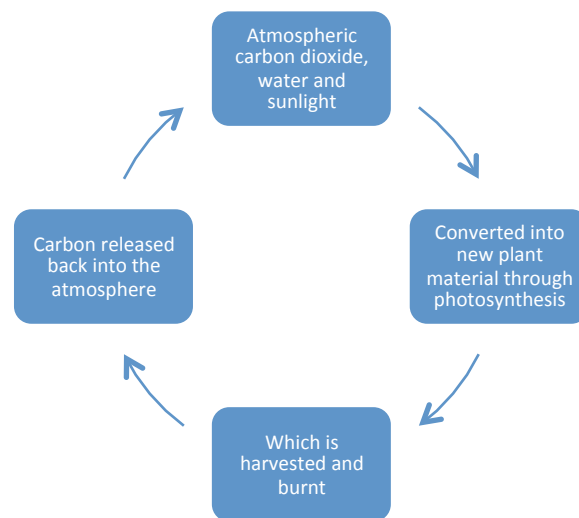 Atmospheric
carbon dioxide,
water and
sunlight
Converted into
new plant
material through
photosynthesis
Which is
harvested and
burnt
Carbon released
back into the
atmosphere